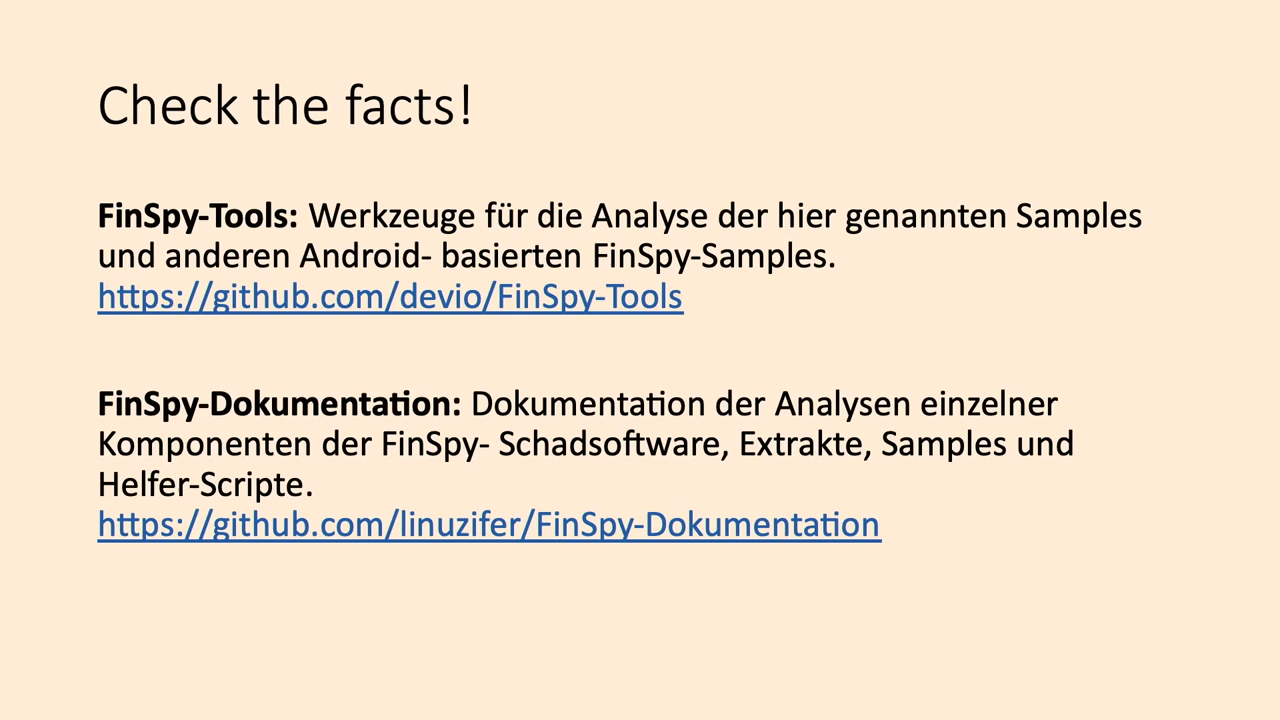 Check the facts!
FinSpy-Tools: Werkzeuge für die Analyse der hier genannten Samples
und anderen Android- basierten FinSpy-Samples.
https://github.com/devio/FinSpy-Tools
FinSpy-Dokumentation: Dokumentation der Analysen einzelner
Komponenten der FinSpy- Schadsoftware, Extrakte, Samples und
Helfer-Scripte.
https://github.com/linuzifer/FinSpy-Dokumentation